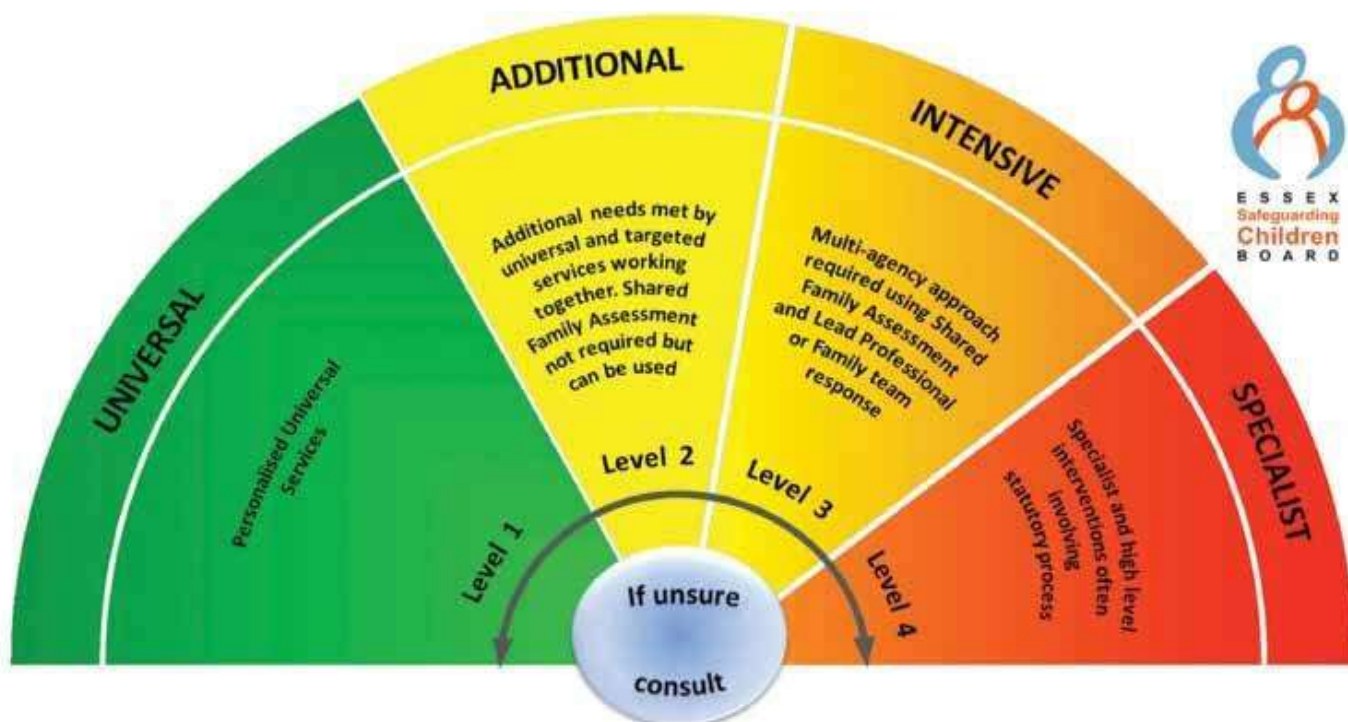 UNIVERSAL
Personalised Universal
Services
Level 1
ADDITIONAL
Additional needs met by
universal and targeted
services working
together. Shared
Family Assessment
not required but
can be used
Level 2
INTENSIVE
Multi-agency approach
required using Shared
Family Assessment
and Lead Professional
or Family team
response
Level 3
SPECIALIST
Specialist and high level
interventions often
involving
statutory process
Level 4
If unsure
consult
ESSEX
Safeguarding
Children
BOARD